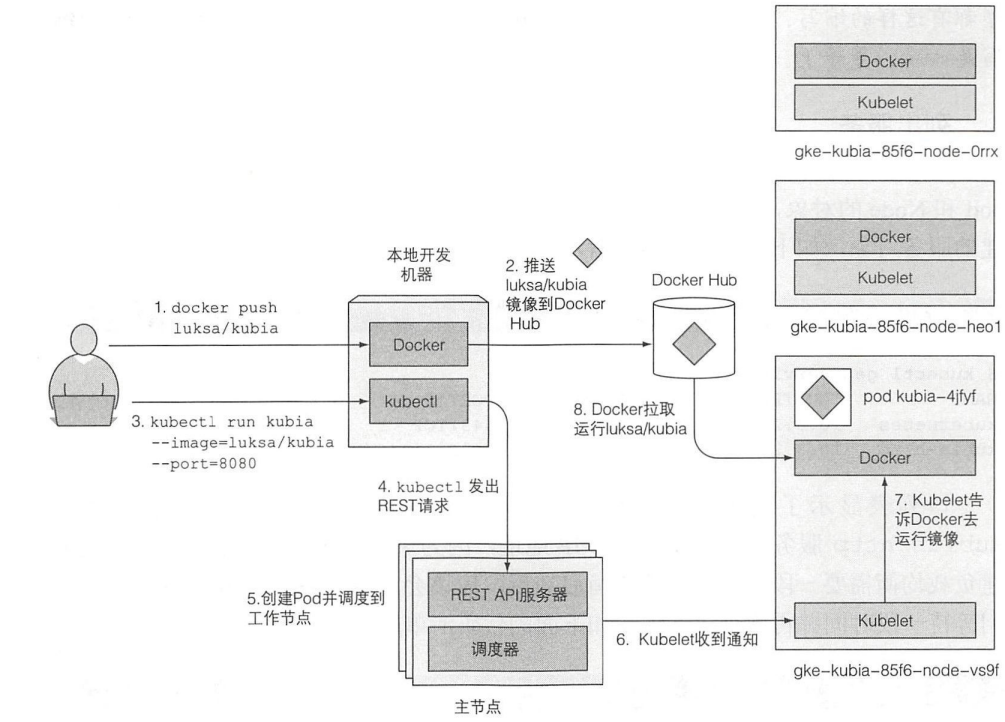 Docker
Kubelet
gke-kubia-85f6-node-0rrx
Docker
Kubelet
gke-kubia-85f6-node-heo1
本地开发
机器
2. 推送
luksa/kubia
镜像到Docker
Hub
Docker Hub
1. docker push
luksa/kubia
Docker
kubectl
3. kubectl run kubia
--image=luksa/kubia
--port=8080
pod kubia-4jfyf
8. Docker拉取
运行luksa/kubia
Docker
4. kubectl 发出
REST请求
7. Kubelet告
诉Docker去
运行镜像
5.创建Pod并调度到
工作节点
REST API服务器
调度器
6. Kubelet收到通知
Kubelet
gke-kubia-85f6-node-vs9f
主节点